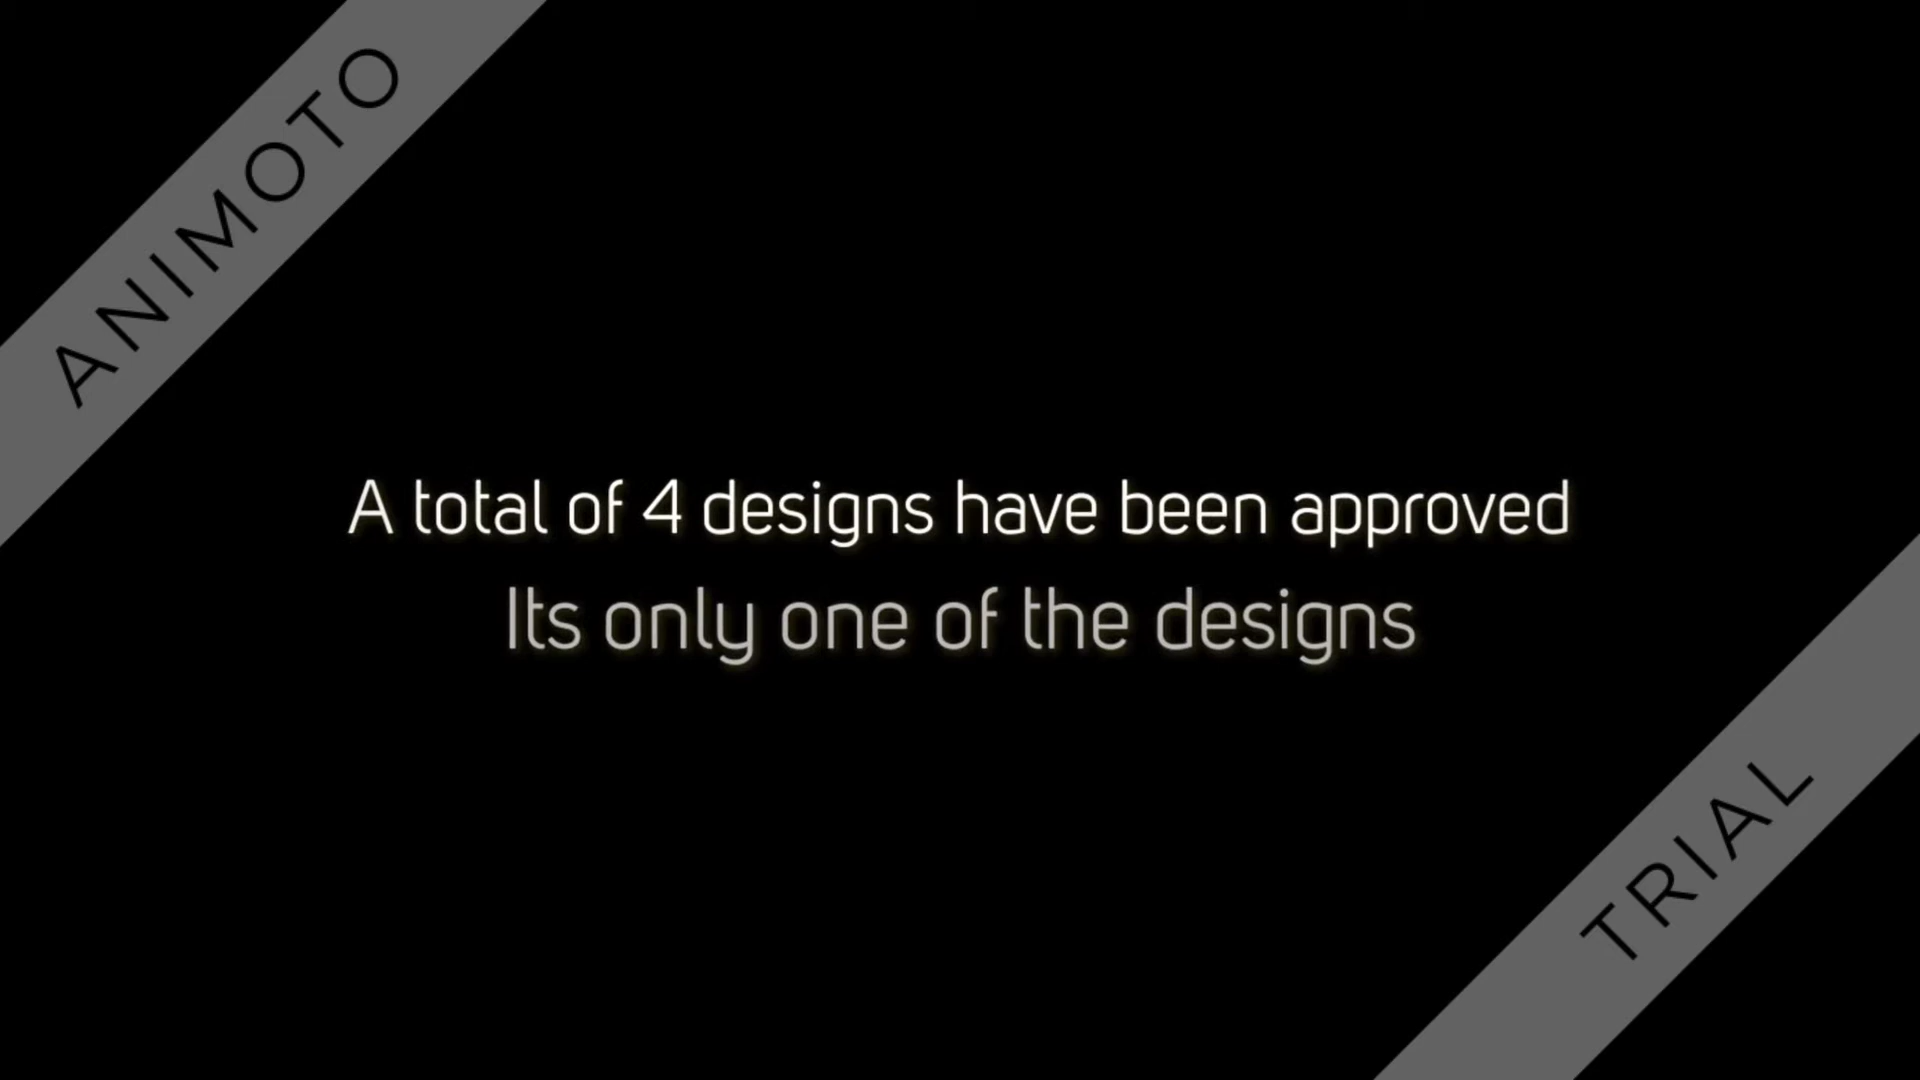 ANIMOTO
A total of 4 designs have been approved
Its only one of the designs
TRIAL